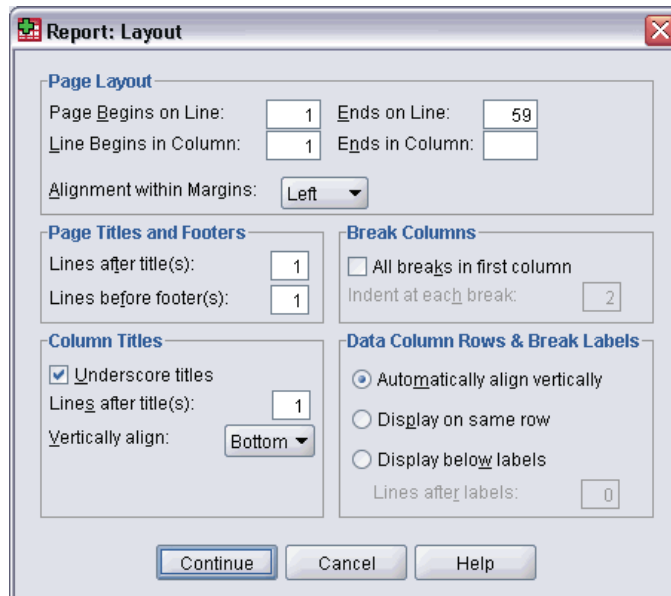 Report: Layout
Page Layout
Page Begins on Line: 1 Ends on Line: 59
Line Begins in Column: 1 Ends in Column:
Alignment within Margins: Left
Page Titles and Footers
Lines after title(s): 1
Lines before footer(s): 1
Break Columns
All breaks in first column
Indent at each break: 2
Column Titles
Underscore titles
Lines after title(s): 1
Vertically align: Bottom
Data Column Rows & Break Labels
Automatically align vertically
Display on same row
Display below labels
Lines after labels: 0
Continue Cancel Help